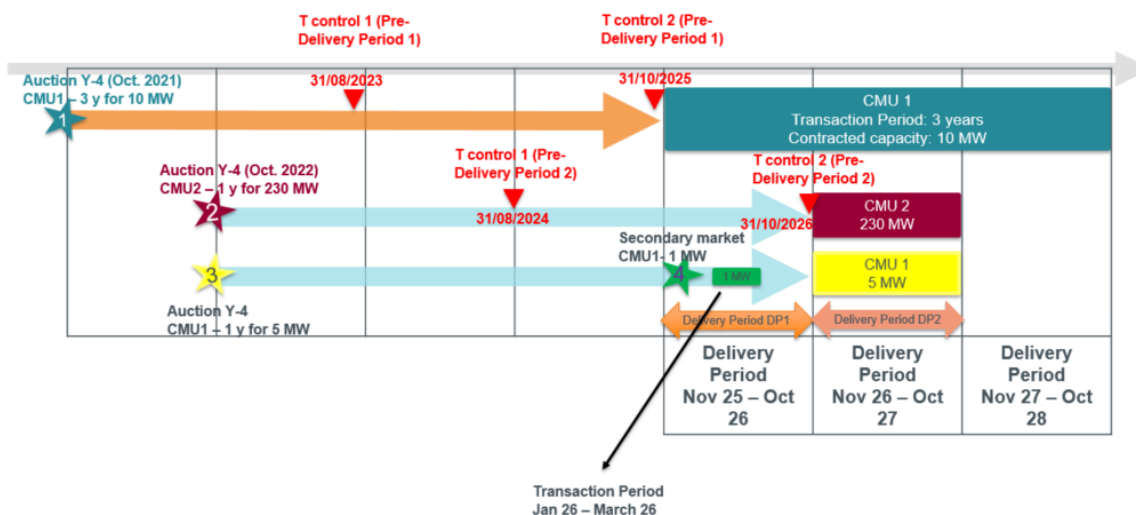 T control 1 (Pre-
Delivery Period 1)
T control 2 (Pre-
Delivery Period 1)
Auction Y-4 (Oct. 2021)
CMU1 – 3 y for 10 MW
31/08/2023
31/10/2025
1
CMU 1
Transaction Period: 3 years
Contracted capacity: 10 MW
Auction Y-4 (Oct. 2022)
CMU2 – 1 y for 230 MW
T control 1 (Pre-
Delivery Period 2)
T control 2 (Pre-
Delivery Period 2)
2
31/08/2024
31/10/2026
CMU 2
230 MW
Secondary market
CMU1- 1 MW
3
4
1 MW
CMU 1
5 MW
Auction Y-4
CMU1 – 1 y for 5 MW
Delivery Period DP1
Delivery Period DP2
Delivery
Period
Nov 25 – Oct
26
Delivery
Period
Nov 26 – Oct
27
Delivery
Period
Nov 27 – Oct
28
Transaction Period
Jan 26 – March 26